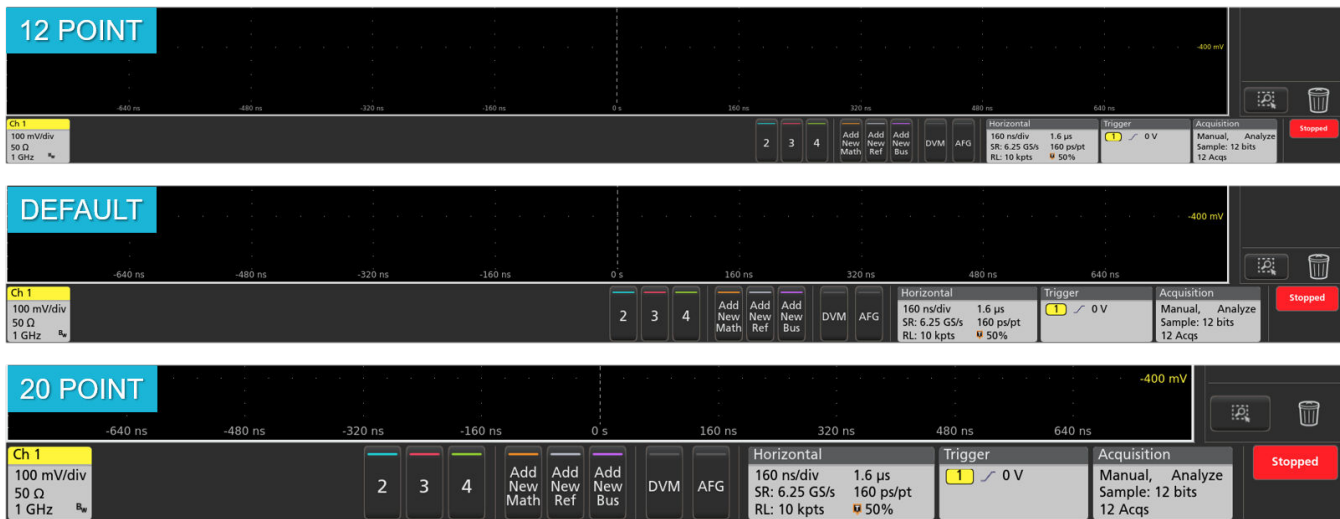 12 POINT
-400 mV
-640 ns -480 ns -320 ns -160 ns 0 s 160 ns 320 ns 480 ns 640 ns
Ch 1
100 mV/div
50 Ω
1 GHz Bw
2 3 4
Add New Math
Add New Ref
Add New Bus
DVM AFG
Horizontal
160 ns/div 1.6 µs
SR: 6.25 GS/s 160 ps/pt
RL: 10 kpts 50%
Trigger
1 0 V
Acquisition
Manual, Analyze
Sample: 12 bits
12 Acqs
Stopped
DEFAULT
-400 mV
-640 ns -480 ns -320 ns -160 ns 0 s 160 ns 320 ns 480 ns 640 ns
Ch 1
100 mV/div
50 Ω
1 GHz Bw
2 3 4
Add New Math
Add New Ref
Add New Bus
DVM AFG
Horizontal
160 ns/div 1.6 µs
SR: 6.25 GS/s 160 ps/pt
RL: 10 kpts 50%
Trigger
1 0 V
Acquisition
Manual, Analyze
Sample: 12 bits
12 Acqs
Stopped
20 POINT
-400 mV
-640 ns -480 ns -320 ns -160 ns 0 s 160 ns 320 ns 480 ns 640 ns
Ch 1
100 mV/div
50 Ω
1 GHz Bw
2 3 4
Add New Math
Add New Ref
Add New Bus
DVM AFG
Horizontal
160 ns/div 1.6 µs
SR: 6.25 GS/s 160 ps/pt
RL: 10 kpts 50%
Trigger
1 0 V
Acquisition
Manual, Analyze
Sample: 12 bits
12 Acqs
Stopped